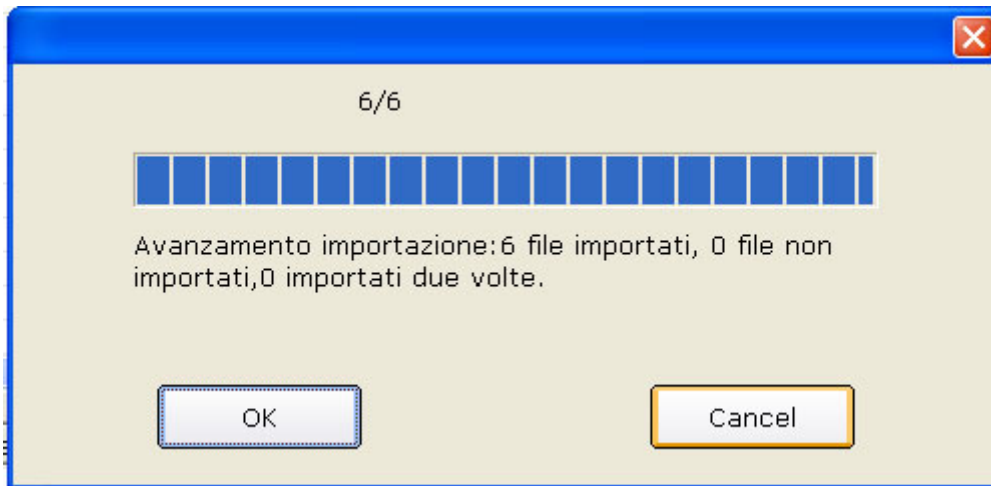 6/6
Avanzamento importazione:6 file importati, 0 file non
importati,0 importati due volte.
OK
Cancel